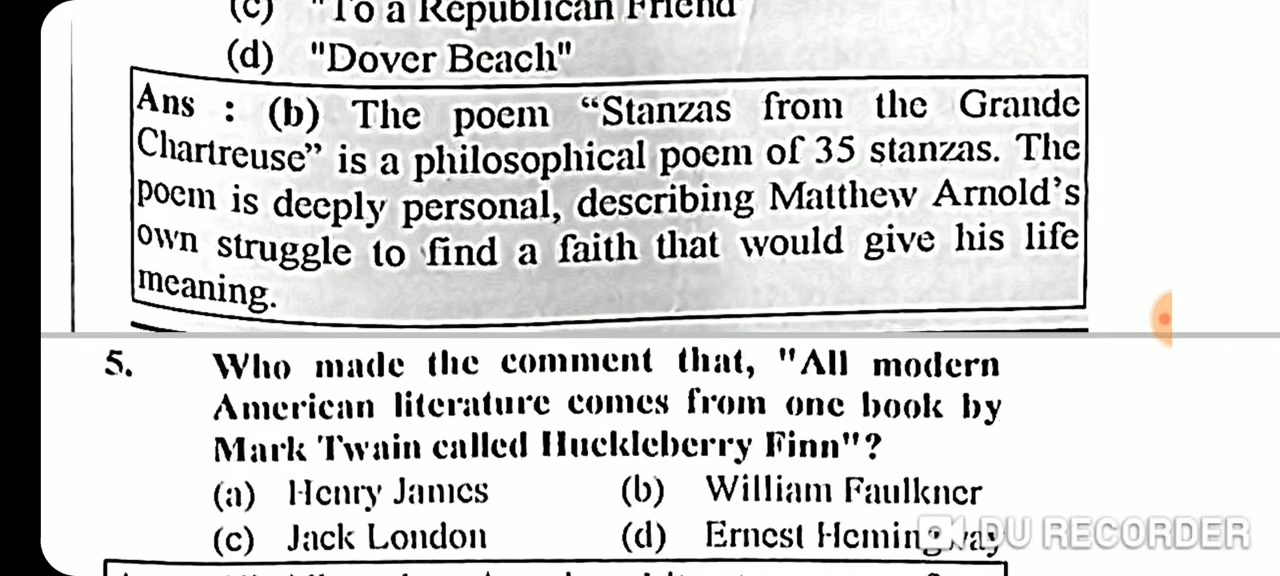 (c) "To a Republican Friend"
(d) "Dover Beach"
Ans : (b) The poem “Stanzas from the Grande
Chartreuse” is a philosophical poem of 35 stanzas. The
poem is deeply personal, describing Matthew Arnold’s
own struggle to find a faith that would give his life
meaning.
5. Who made the comment that, "All modern
American literature comes from one book by
Mark Twain called Huckleberry Finn"?
(a) Henry James (b) William Faulkner
(c) Jack London (d) Ernest Hemingway
DU RECORDER